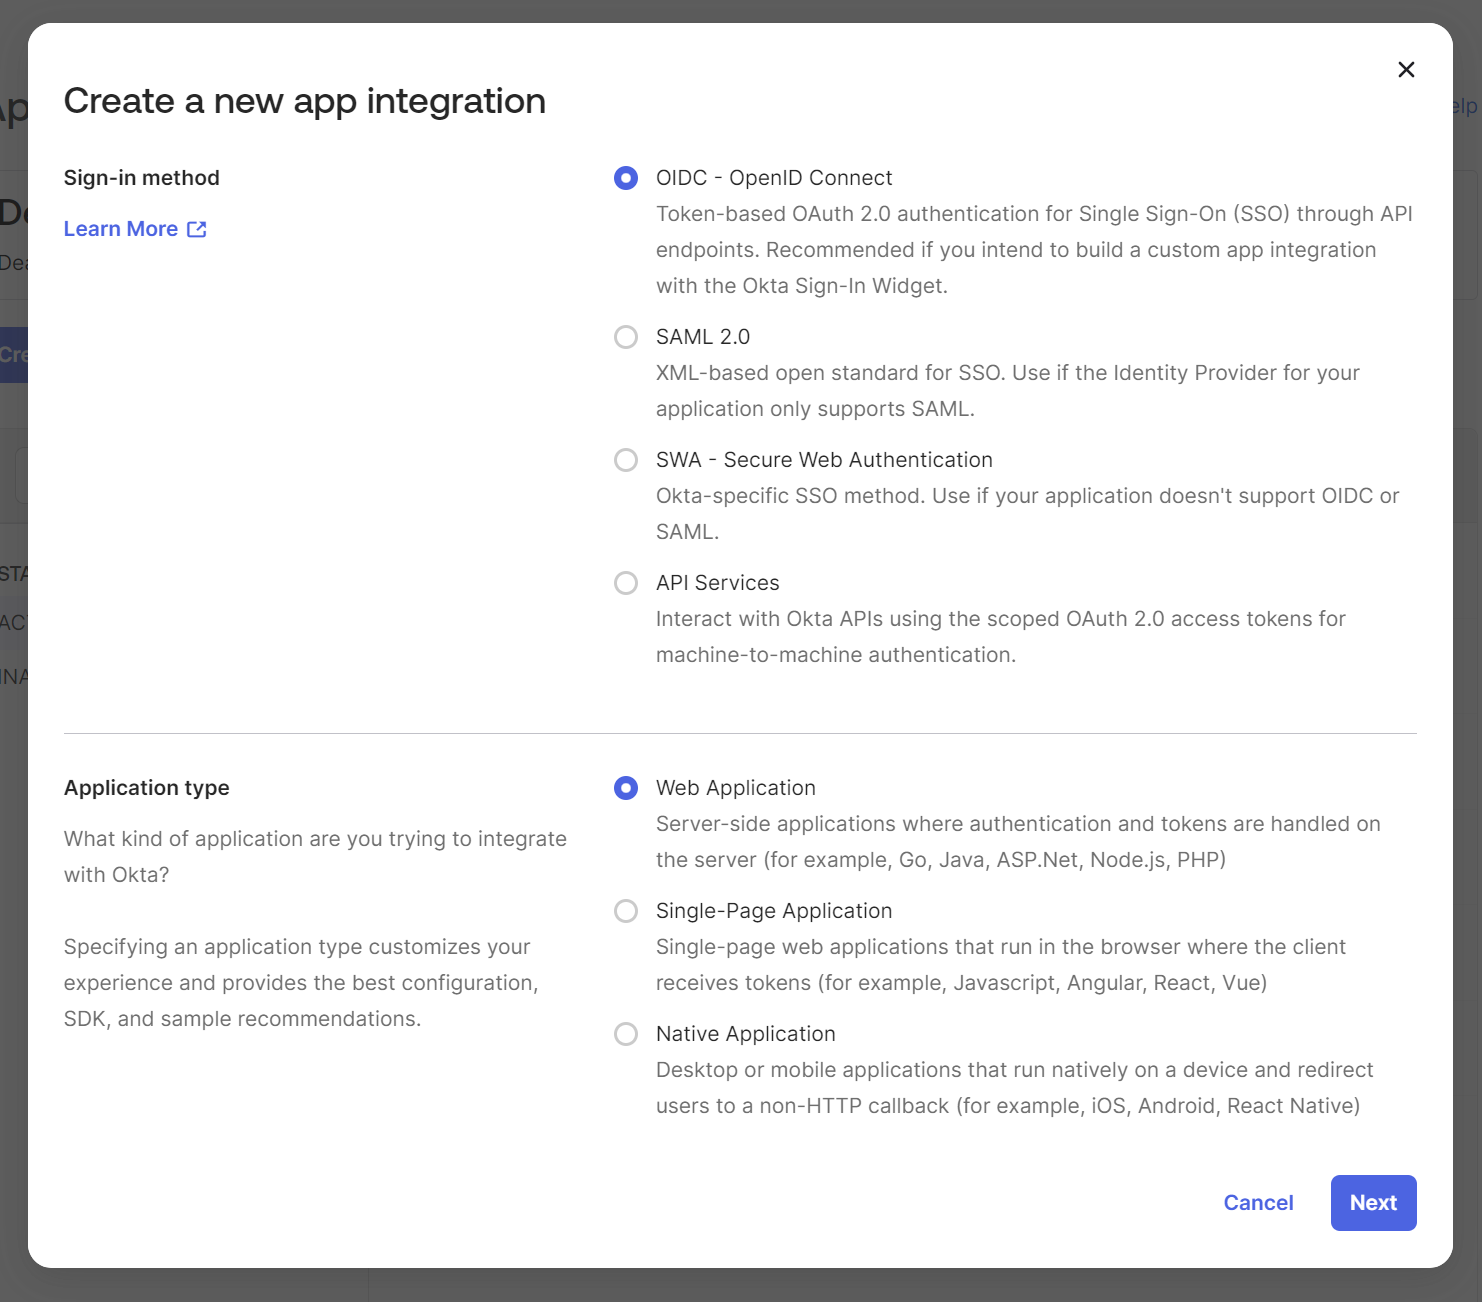 Create a new app integration
Sign-in method
Learn More
OIDC - OpenID Connect
Token-based OAuth 2.0 authentication for Single Sign-On (SSO) through API
endpoints. Recommended if you intend to build a custom app integration
with the Okta Sign-In Widget.
SAML 2.0
XML-based open standard for SSO. Use if the Identity Provider for your
application only supports SAML.
SWA - Secure Web Authentication
Okta-specific SSO method. Use if your application doesn't support OIDC or
SAML.
API Services
Interact with Okta APIs using the scoped OAuth 2.0 access tokens for
machine-to-machine authentication.
Application type
What kind of application are you trying to integrate
with Okta?
Specifying an application type customizes your
experience and provides the best configuration,
SDK, and sample recommendations.
Web Application
Server-side applications where authentication and tokens are handled on
the server (for example, Go, Java, ASP.Net, Node.js, PHP)
Single-Page Application
Single-page web applications that run in the browser where the client
receives tokens (for example, Javascript, Angular, React, Vue)
Native Application
Desktop or mobile applications that run natively on a device and redirect
users to a non-HTTP callback (for example, iOS, Android, React Native)
Cancel
Next